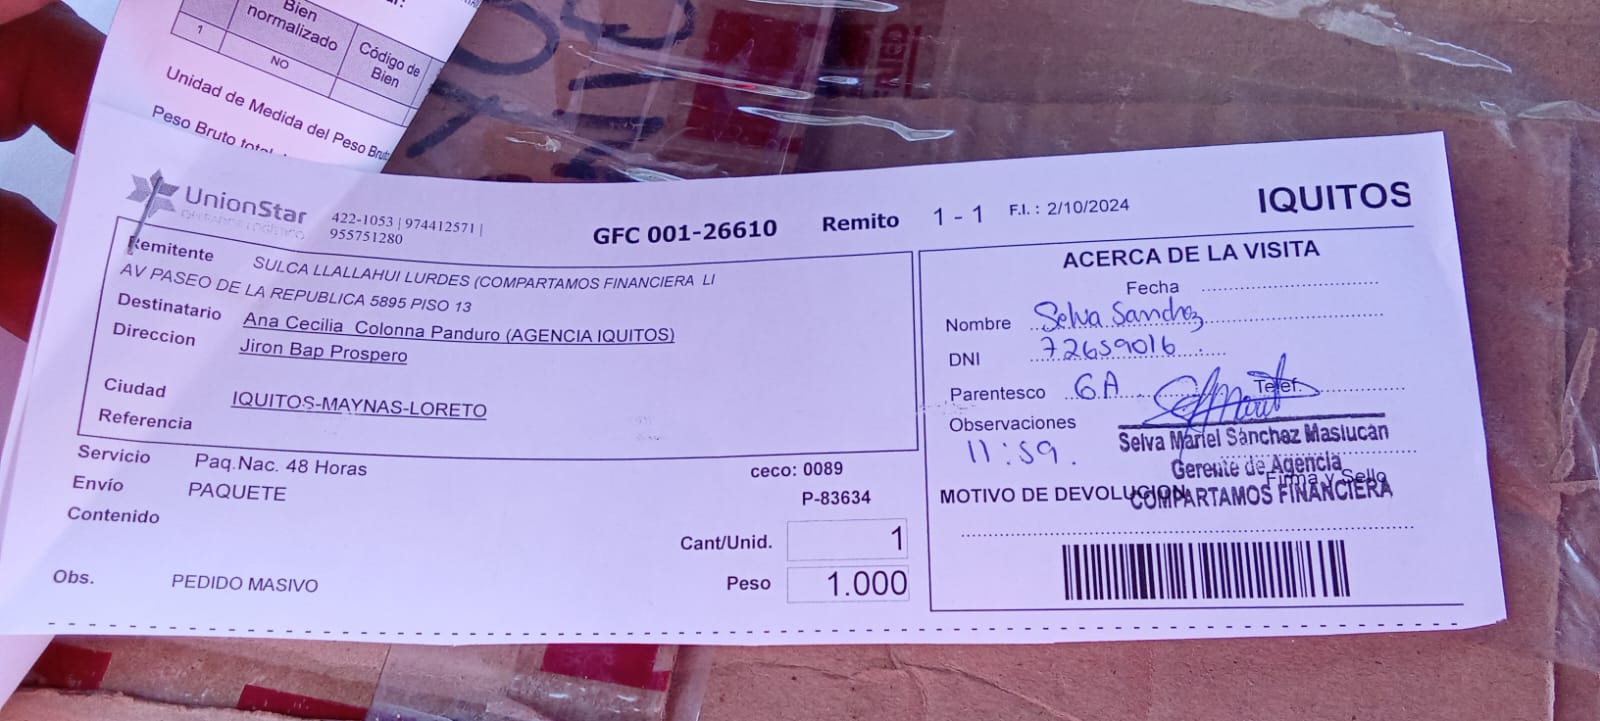 Bien
normalizado
Código de
Bien
1
NO
Unidad de Medida del Peso Brut
Peso Bruto total
UnionStar
OPERADOR LOGÍSTICO
422-1053 | 974412571 |
955751280
GFC 001-26610
Remito 1 - 1
F.I. : 2/10/2024
IQUITOS
Remitente SULCA LLALLAHUI LURDES (COMPARTAMOS FINANCIERA LI
AV PASEO DE LA REPUBLICA 5895 PISO 13
Destinatario Ana Cecilia Colonna Panduro (AGENCIA IQUITOS)
Direccion Jiron Bap Prospero
Ciudad IQUITOS-MAYNAS-LORETO
Referencia
Servicio Paq.Nac. 48 Horas
Envío PAQUETE
Contenido
ceco: 0089
P-83634
Cant/Unid. 1
Peso 1.000
Obs. PEDIDO MASIVO
ACERCA DE LA VISITA
Fecha
Nombre Selva Sanchez
DNI 72659016
Parentesco GA Telef.
Observaciones
11:59.
Selva Mariel Sánchez Maslucan
Gerente de Agencia
Firma y Sello
COMPARTAMOS FINANCIERA
MOTIVO DE DEVOLUCION